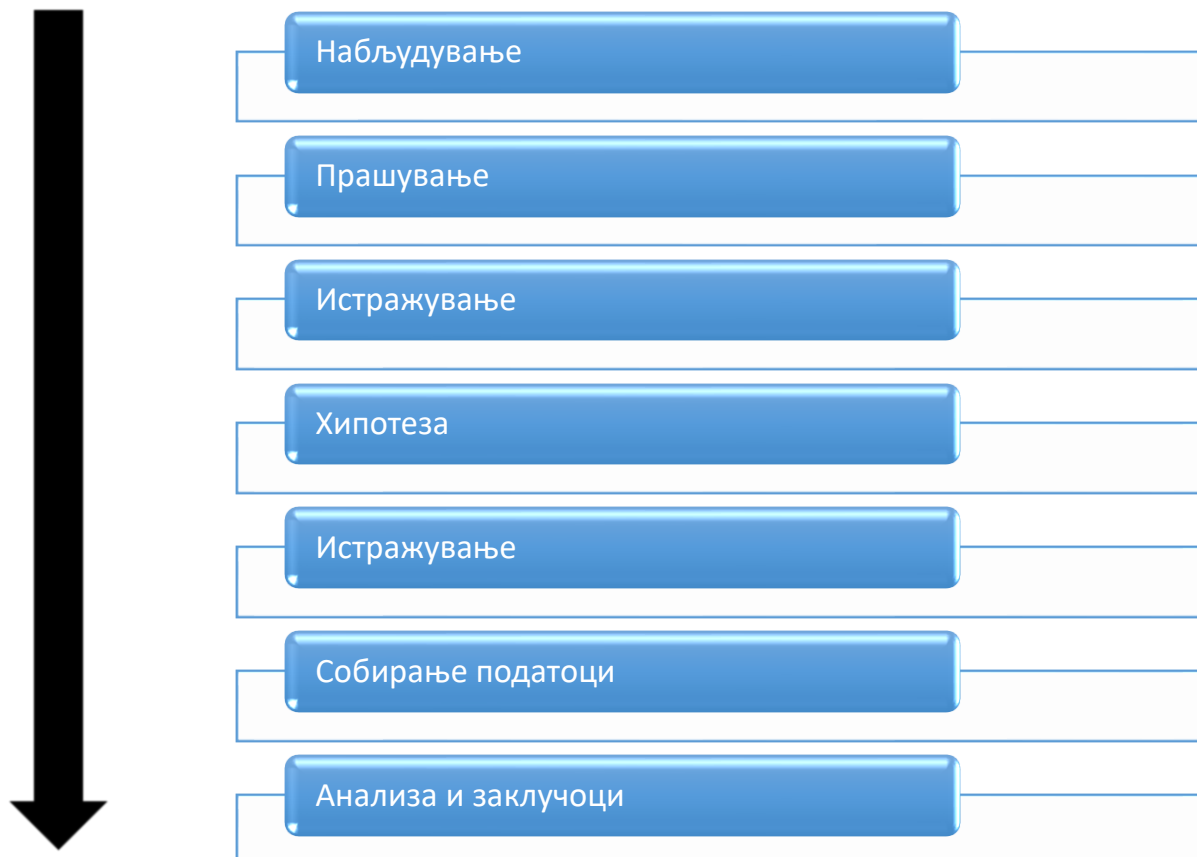 Набљудување
Прашување
Истражување
Хипотеза
Истражување
Собирање податоци
Анализа и заклучоци